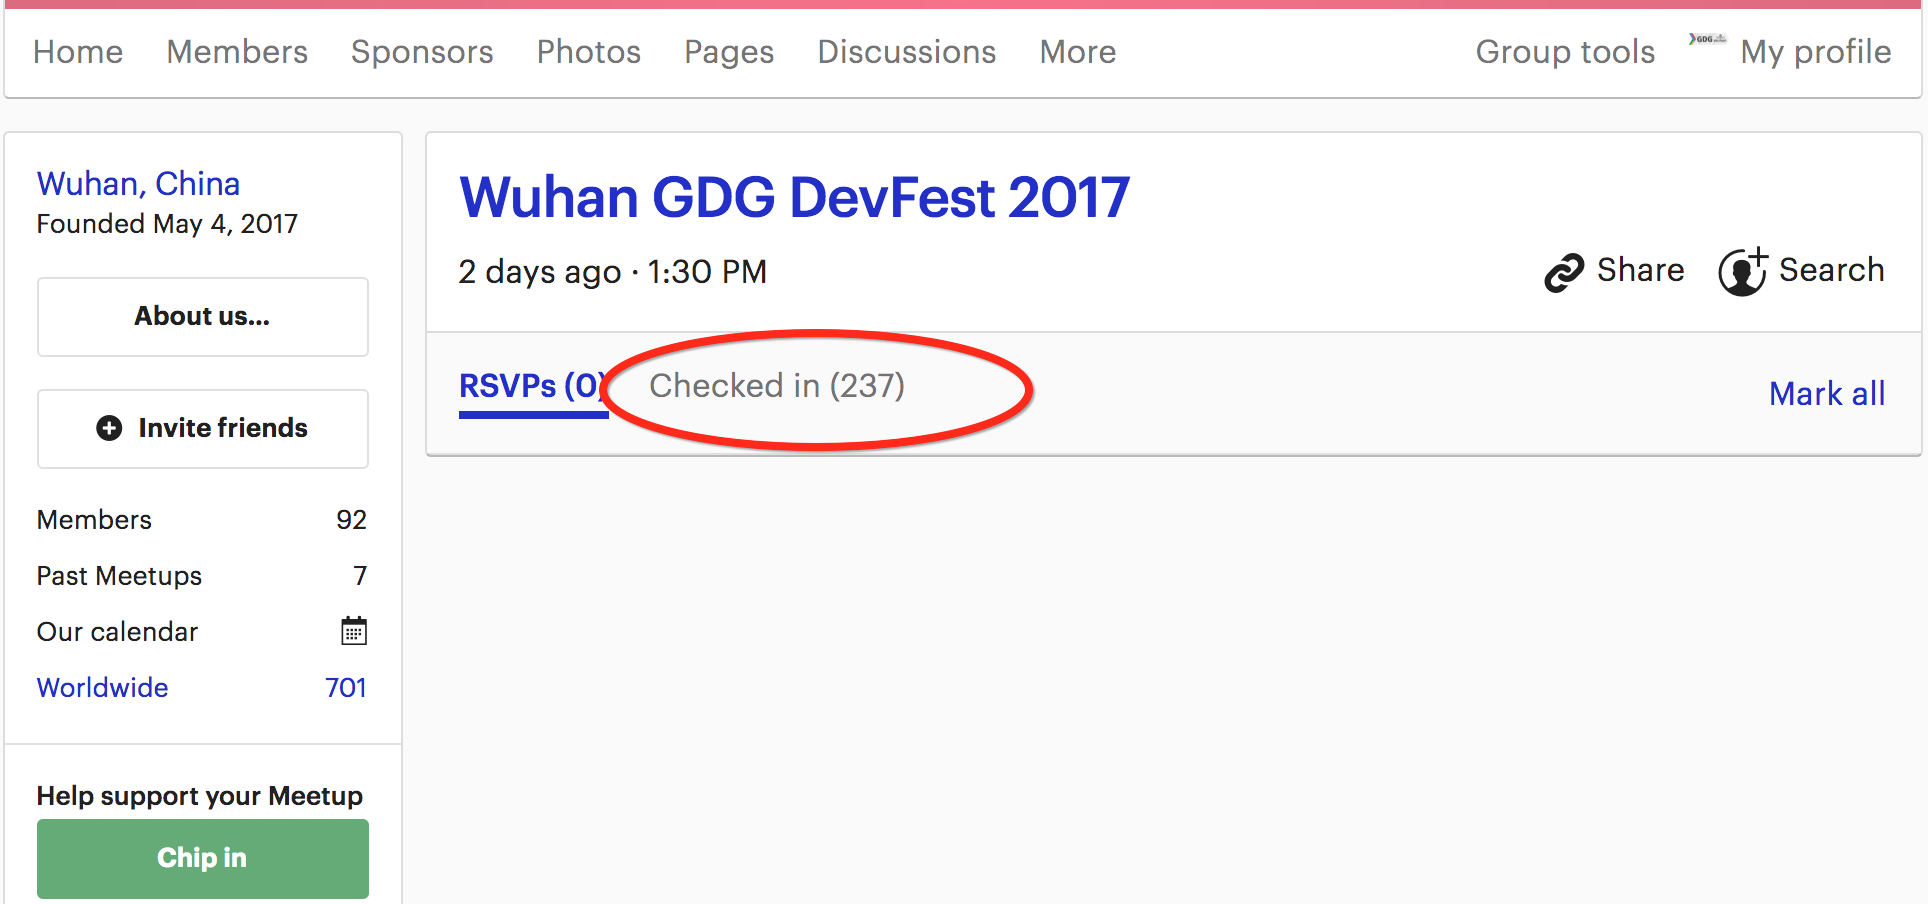 Home Members Sponsors Photos Pages Discussions More Group tools GDG My profile
Wuhan, China
Founded May 4, 2017
About us...
Invite friends
Members 92
Past Meetups 7
Our calendar
Worldwide 701
Help support your Meetup
Chip in
Wuhan GDG DevFest 2017
2 days ago · 1:30 PM
Share Search
RSVPs (0) Checked in (237) Mark all